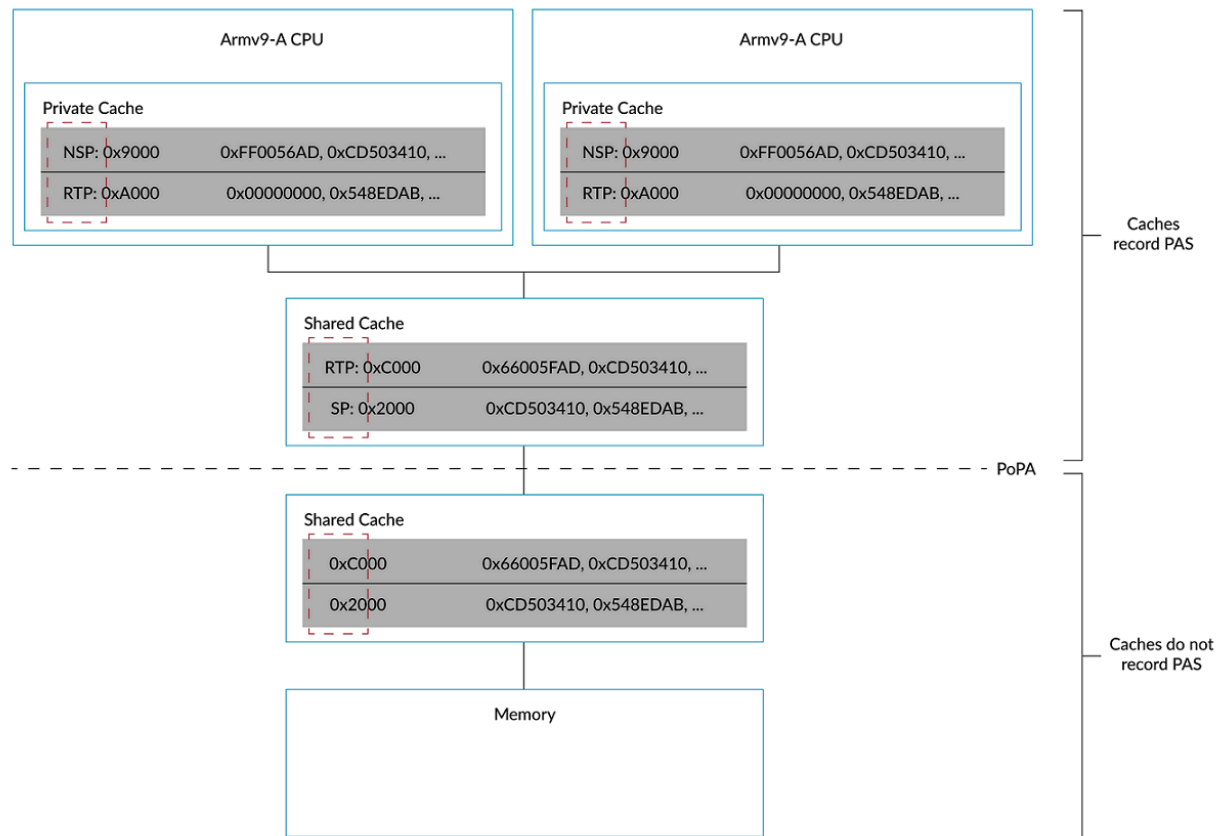 Armv9-A CPU
Private Cache
NSP: 0x9000 0xFF0056AD, 0xCD503410, ...
RTP: 0xA000 0x00000000, 0x548EDAB, ...
Armv9-A CPU
Private Cache
NSP: 0x9000 0xFF0056AD, 0xCD503410, ...
RTP: 0xA000 0x00000000, 0x548EDAB, ...
Caches
record PAS
Shared Cache
RTP: 0xC000 0x66005FAD, 0xCD503410, ...
SP: 0x2000 0xCD503410, 0x548EDAB, ...
PoPA
Shared Cache
0xC000 0x66005FAD, 0xCD503410, ...
0x2000 0xCD503410, 0x548EDAB, ...
Caches do not
record PAS
Memory